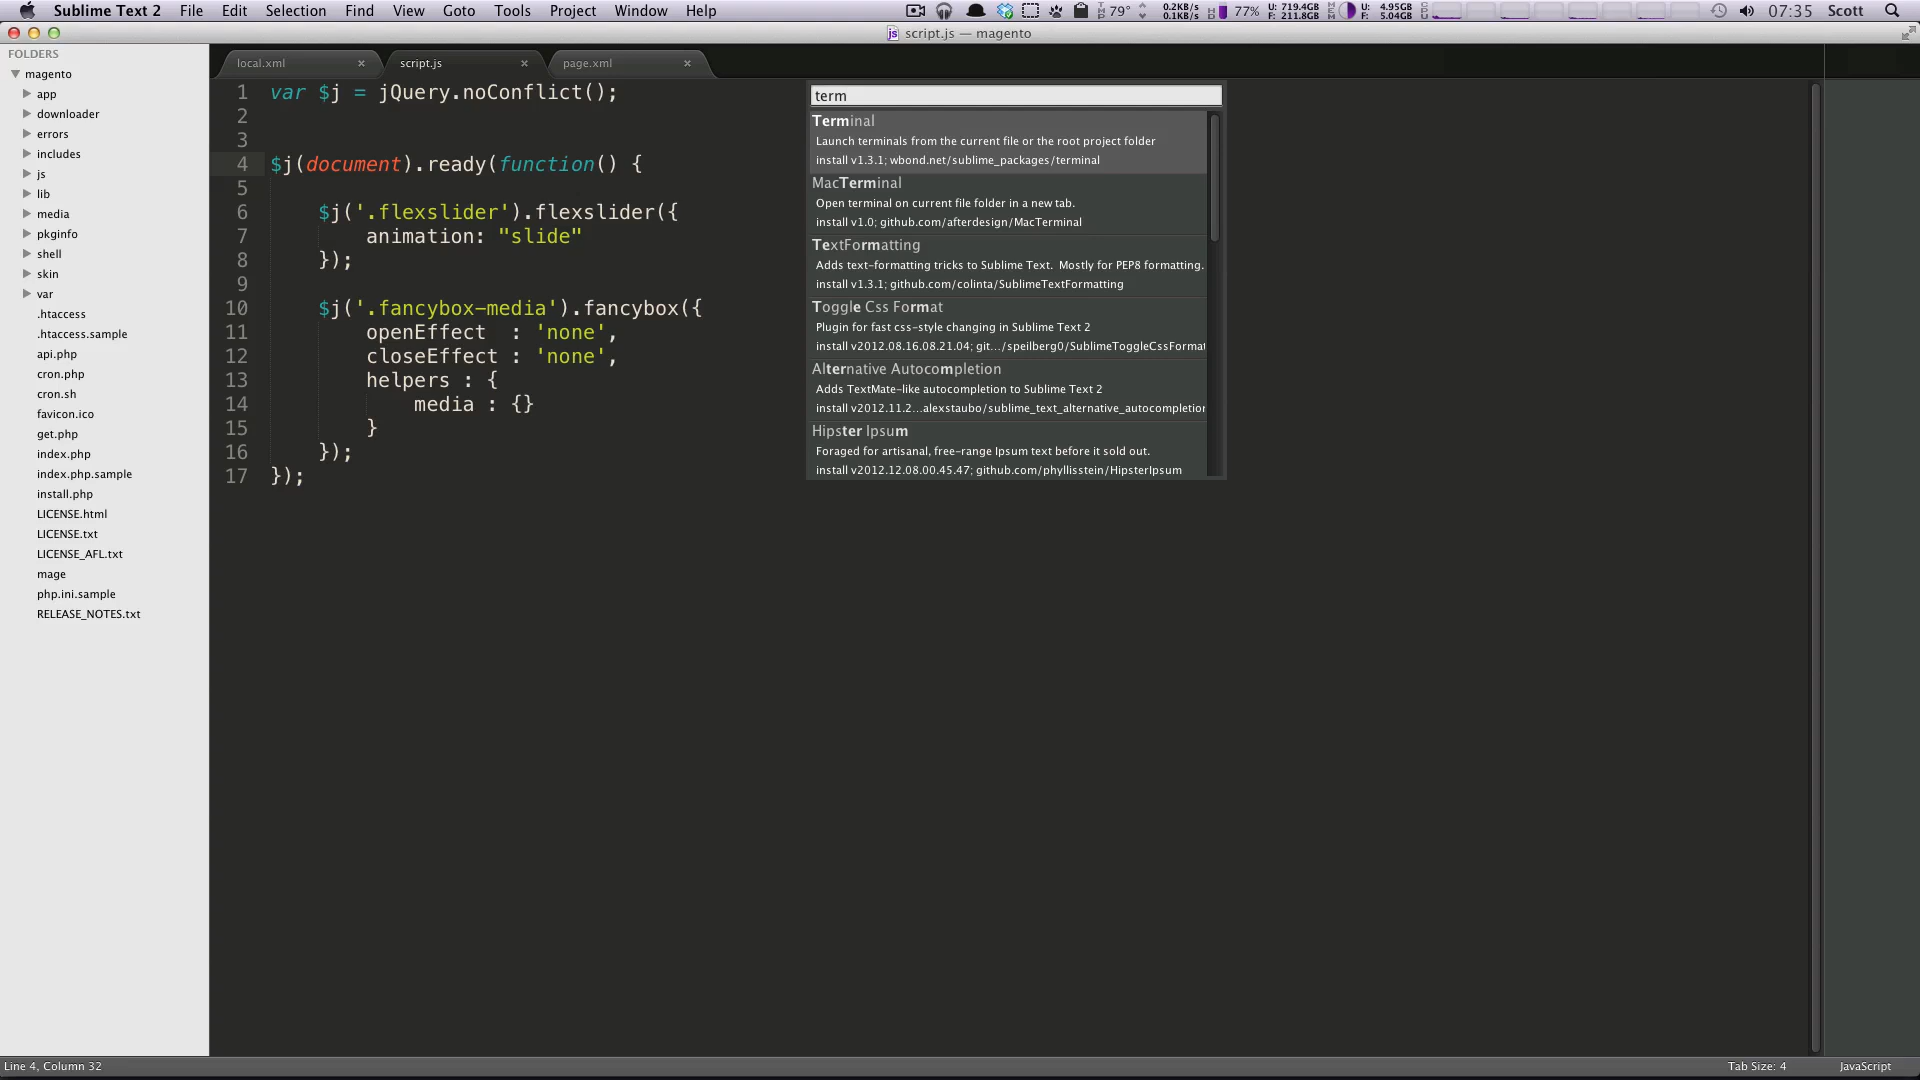 Sublime Text 2 File Edit Selection Find View Goto Tools Project Window Help 79° 0.2KB/s 0.1KB/s 77% U: 719.4GB F: 211.8GB U: 4.95GB F: 5.04GB 07:35 Scott
script.js — magento
FOLDERS
magento
app
downloader
errors
includes
js
lib
media
pkginfo
shell
skin
var
.htaccess
.htaccess.sample
api.php
cron.php
cron.sh
favicon.ico
get.php
index.php
index.php.sample
install.php
LICENSE.html
LICENSE.txt
LICENSE_AFL.txt
mage
php.ini.sample
RELEASE_NOTES.txt
local.xml script.js page.xml
1 var $j = jQuery.noConflict();
2
3
4 $j(document).ready(function() {
5
6 $j('.flexslider').flexslider({
7 animation: "slide"
8 });
9
10 $j('.fancybox-media').fancybox({
11 openEffect : 'none',
12 closeEffect : 'none',
13 helpers : {
14 media : {}
15 }
16 });
17 });
term
Terminal
Launch terminals from the current file or the root project folder
install v1.3.1; wbond.net/sublime_packages/terminal
MacTerminal
Open terminal on current file folder in a new tab.
install v1.0; github.com/afterdesign/MacTerminal
TextFormatting
Adds text-formatting tricks to Sublime Text. Mostly for PEP8 formatting.
install v1.3.1; github.com/colinta/SublimeTextFormatting
Toggle Css Format
Plugin for fast css-style changing in Sublime Text 2
install v2012.08.16.08.21.04; git.../speilberg0/SublimeToggleCssFormat
Alternative Autocompletion
Adds TextMate-like autocompletion to Sublime Text 2
install v2012.11.2...alexstaubo/sublime_text_alternative_autocompletion
Hipster Ipsum
Foraged for artisanal, free-range Ipsum text before it sold out.
install v2012.12.08.00.45.47; github.com/phyllisstein/HipsterIpsum
Line 4, Column 32 Tab Size: 4 JavaScript